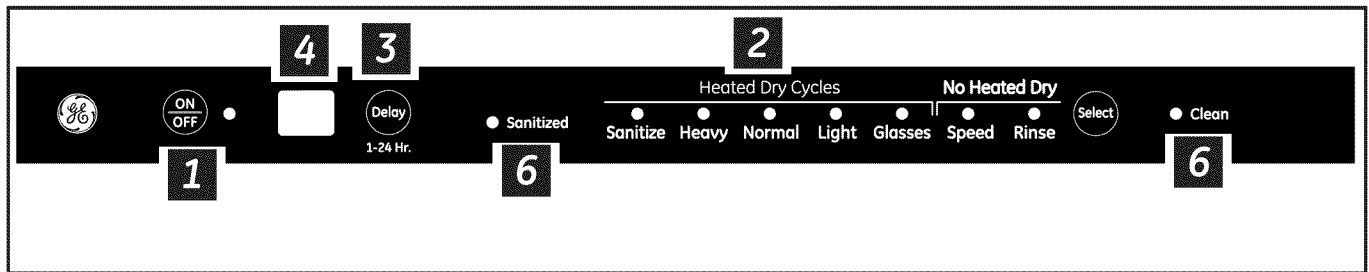 4
3
2
GE
ON
OFF
Delay
1-24 Hr.
Sanitized
Heated Dry Cycles
No Heated Dry
Sanitize Heavy Normal Light Glasses Speed Rinse
Select
Clean
1
6
6